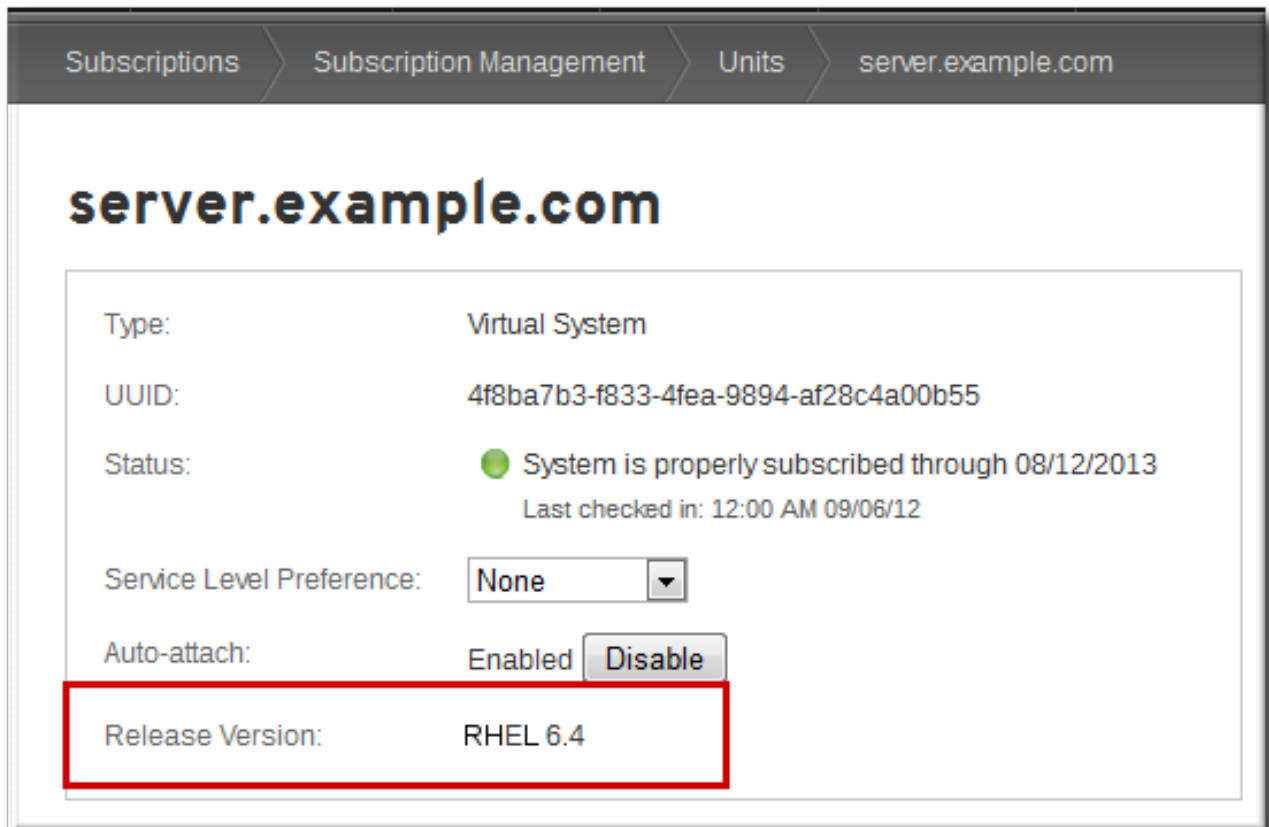 Subscriptions Subscription Management Units server.example.com
server.example.com
Type: Virtual System
UUID: 4f8ba7b3-f833-4fea-9894-af28c4a00b55
Status: System is properly subscribed through 08/12/2013
Last checked in: 12:00 AM 09/06/12
Service Level Preference: None
Auto-attach: Enabled Disable
Release Version: RHEL 6.4